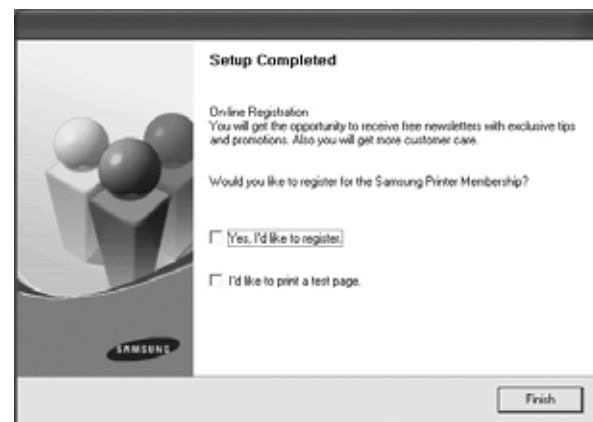 Setup Completed
On-line Registration
You will get the opportunity to receive free newsletters with exclusive tips
and promotions. Also you will get more customer care.
Would you like to register for the Samsung Printer Membership?
Yes, I'd like to register.
I'd like to print a test page.
SAMSUNG
Finish